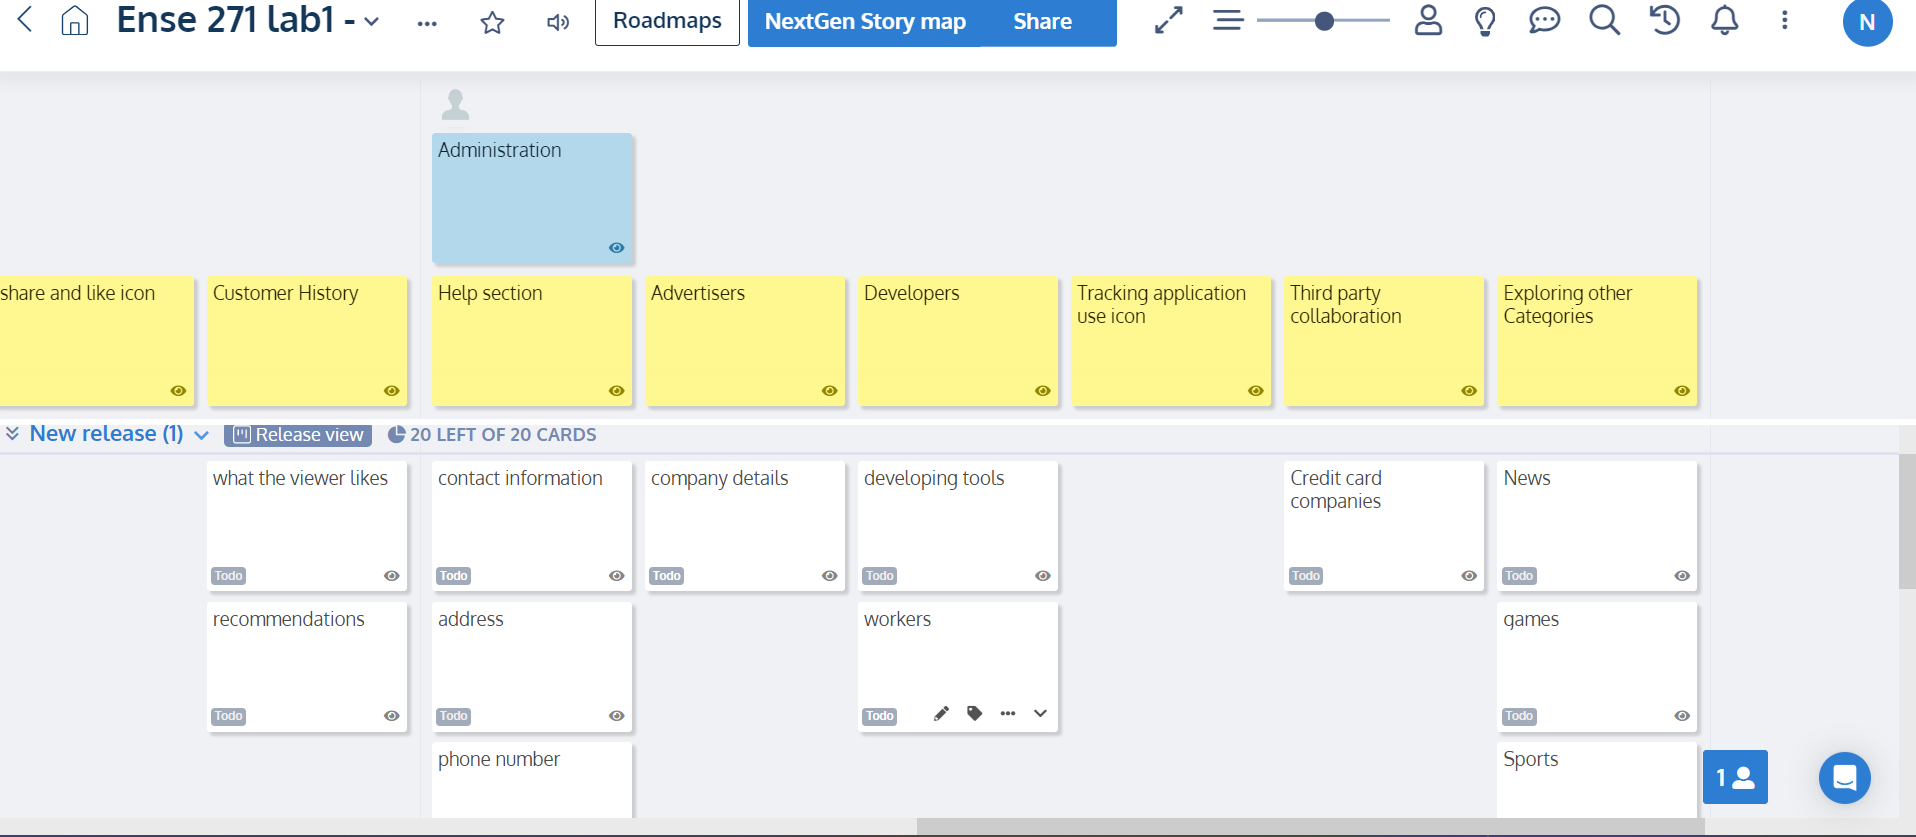 Ense 271 lab1 -
Roadmaps
NextGen Story map
Share
N
Administration
share and like icon
Customer History
Help section
Advertisers
Developers
Tracking application
use icon
Third party
collaboration
Exploring other
Categories
New release (1)
Release view
20 LEFT OF 20 CARDS
what the viewer likes
Todo
contact information
Todo
company details
Todo
developing tools
Todo
Credit card
companies
Todo
News
Todo
recommendations
Todo
address
Todo
workers
Todo
games
Todo
phone number
Sports
1